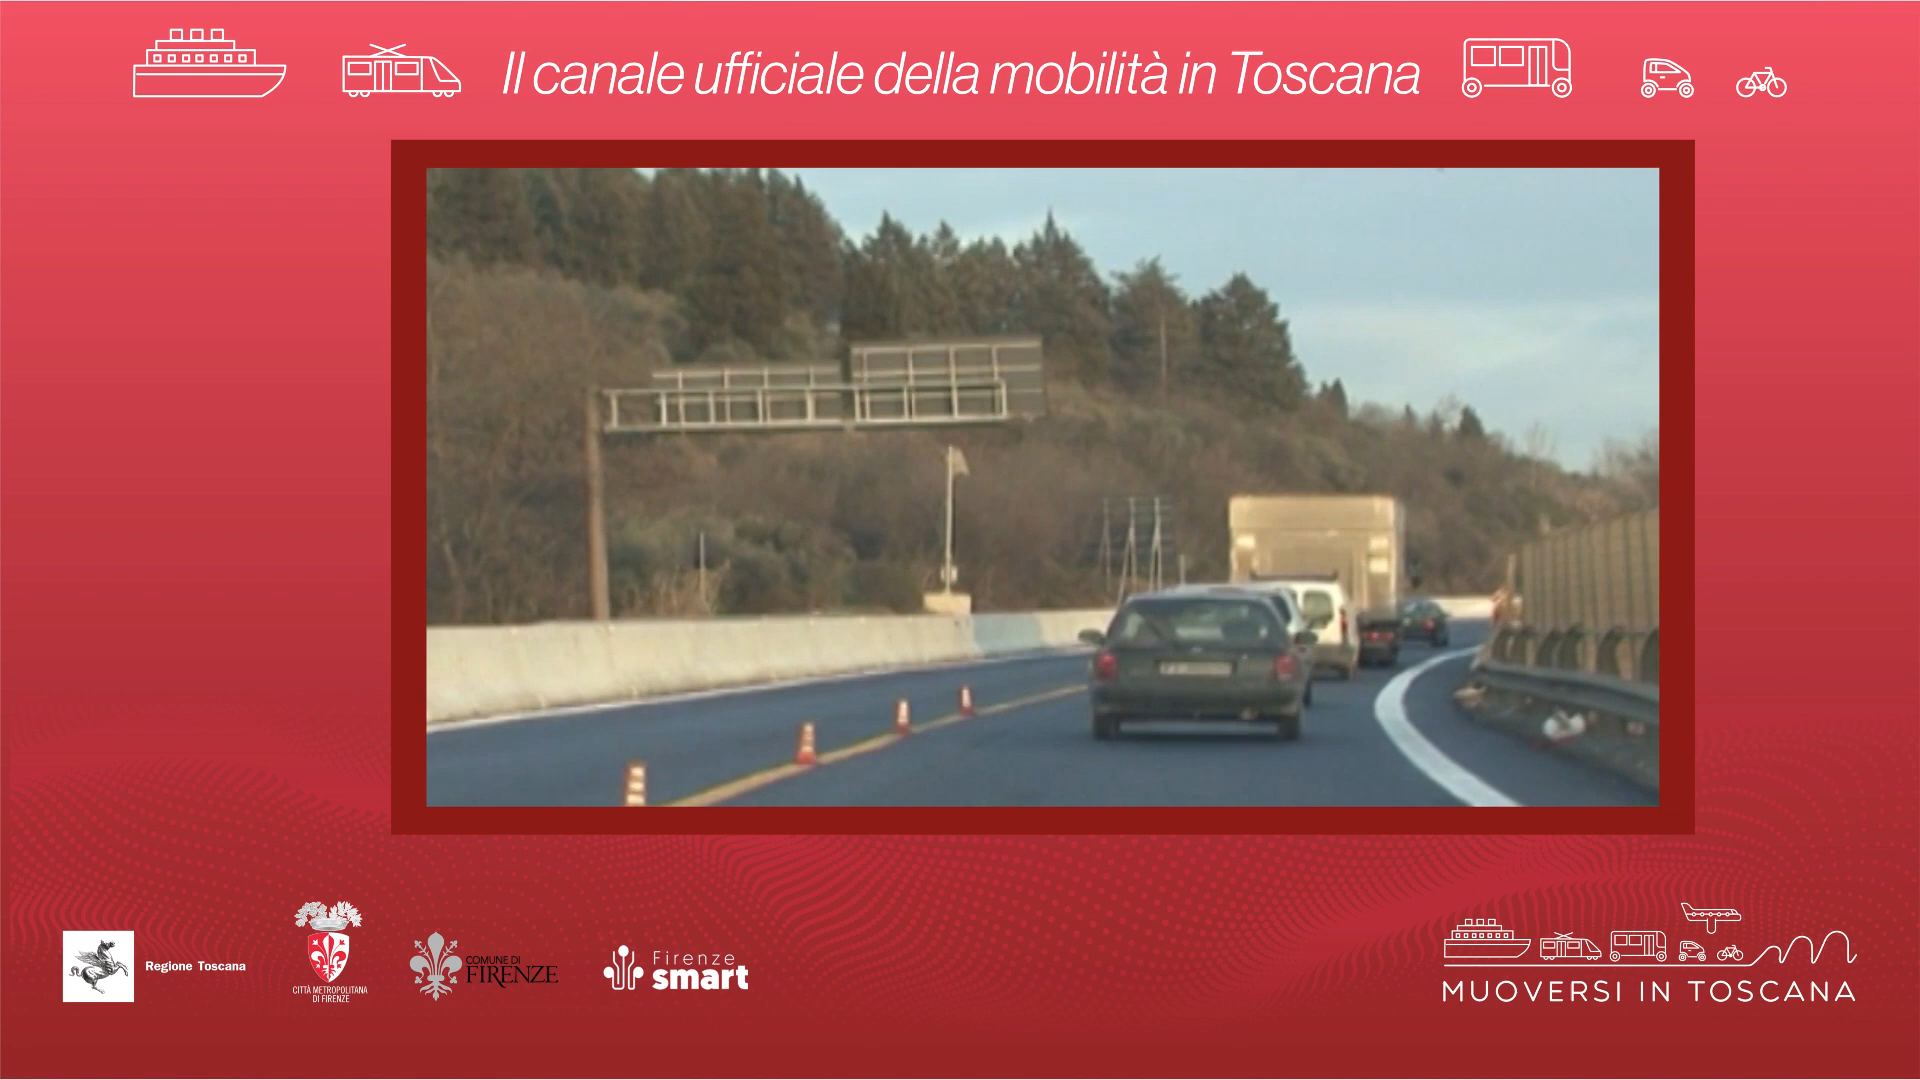 Il canale ufficiale della mobilità in Toscana
Regione Toscana
CITTÀ METROPOLITANA
DI FIRENZE
COMUNE DI
FIRENZE
Firenze
smart
MUOVERSI IN TOSCANA